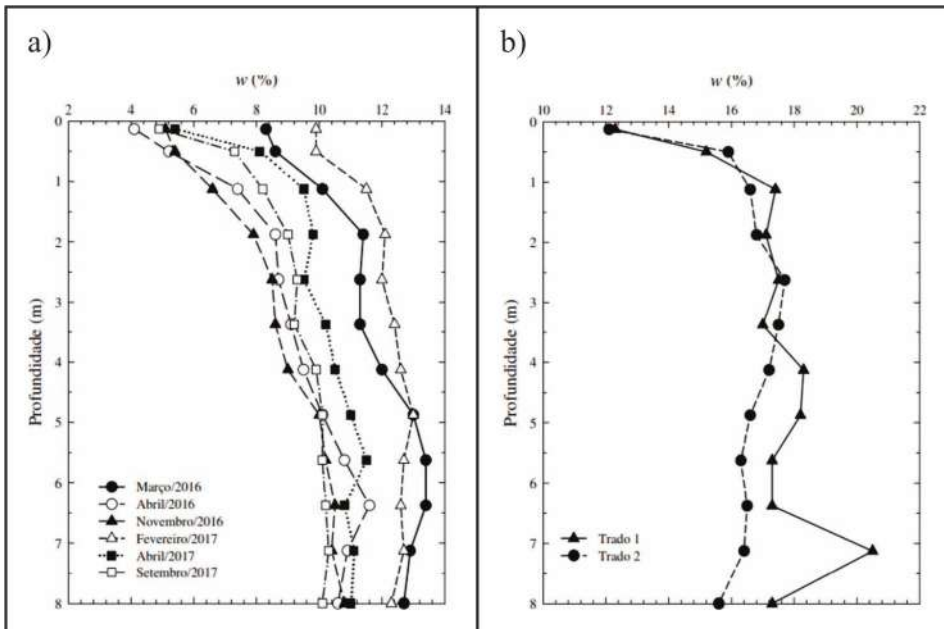 a)
w (%)
2 4 6 8 10 12 14
0
1
2
3
4
5
6
7
8
Profundidade (m)
Março/2016
Abril/2016
Novembro/2016
Fevereiro/2017
Abril/2017
Setembro/2017
b)
w (%)
10 12 14 16 18 20 22
0
1
2
3
4
5
6
7
8
Profundidade (m)
Trado 1
Trado 2